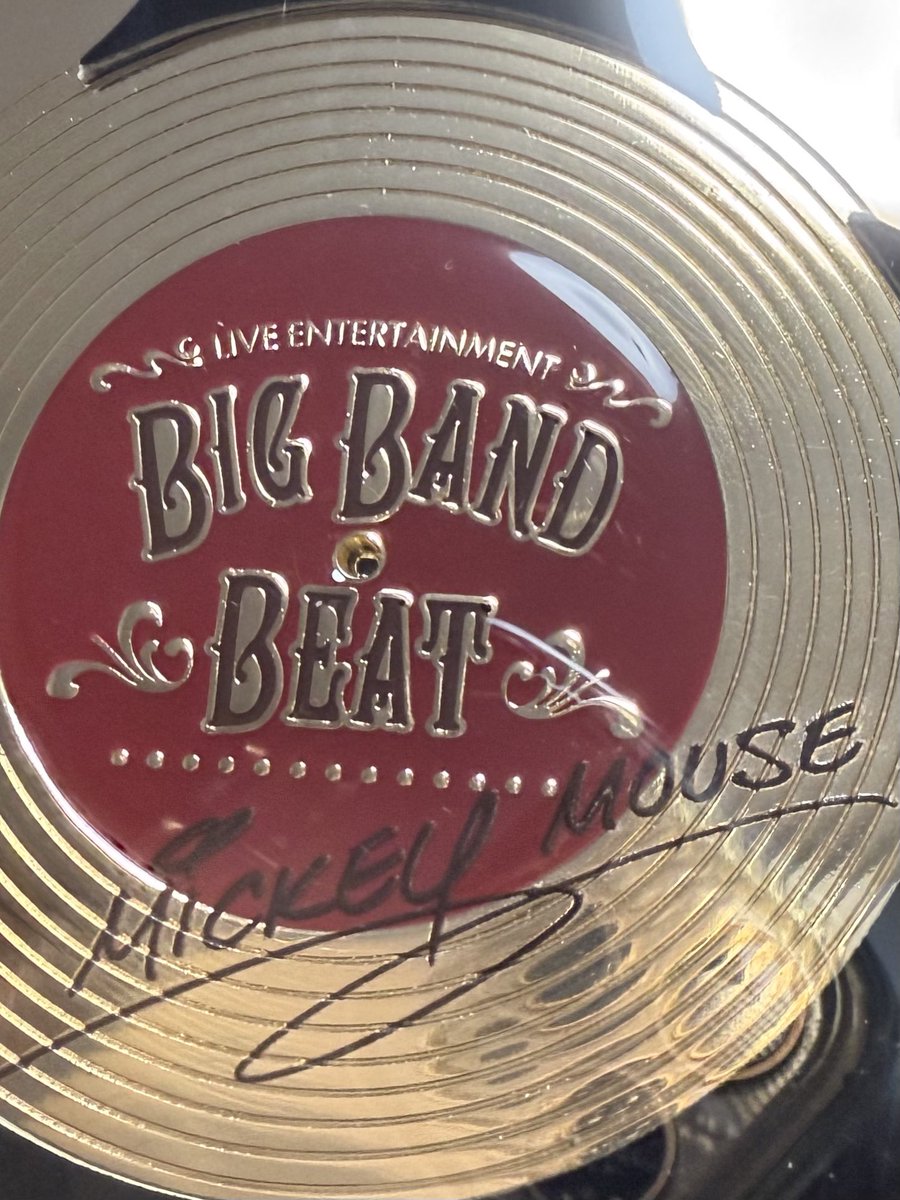 LIVE ENTERTAINMENT
BIG BAND
BEAT
MICKEY MOUSE